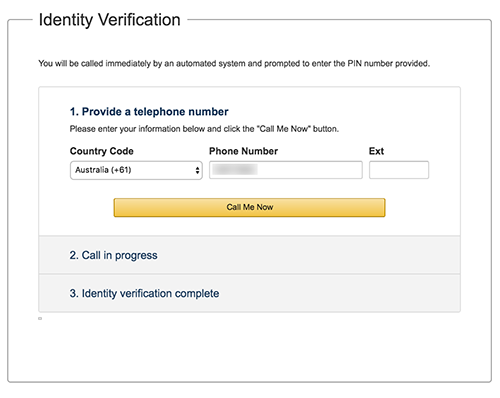 Identity Verification
You will be called immediately by an automated system and prompted to enter the PIN number provided.
1. Provide a telephone number
Please enter your information below and click the "Call Me Now" button.
Country Code Phone Number Ext
Australia (+61)
Call Me Now
2. Call in progress
3. Identity verification complete